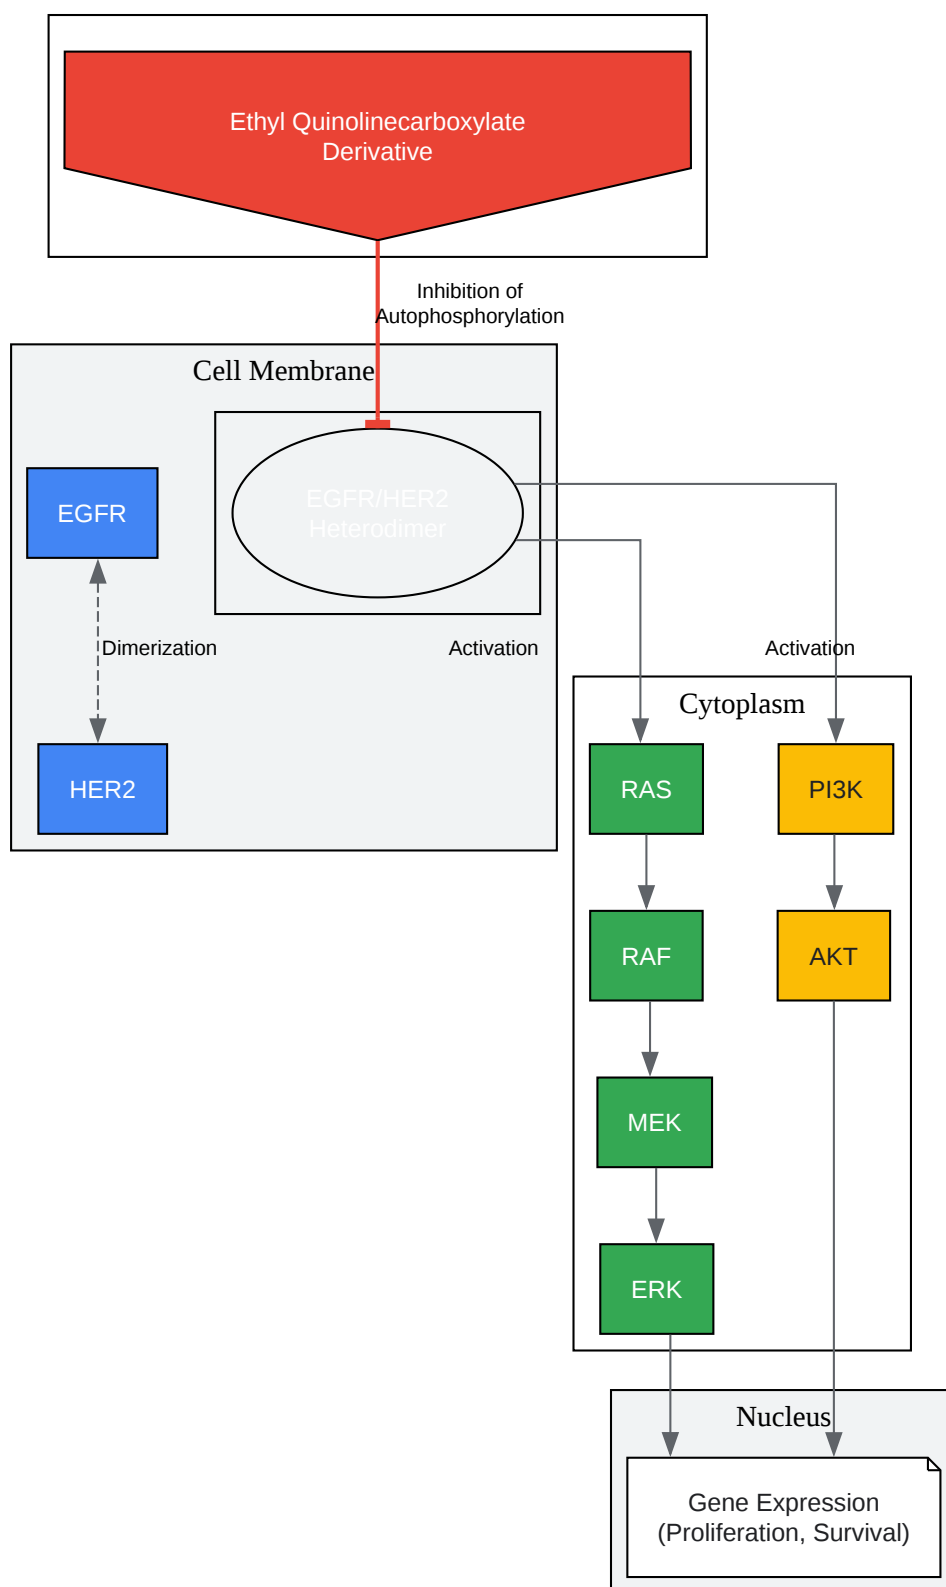 Ethyl Quinolinecarboxylate
Derivative
Inhibition of
Autophosphorylation
Cell Membrane
EGFR/HER2
Heterodimer
EGFR
Dimerization
Activation
Activation
HER2
Cytoplasm
RAS
PI3K
RAF
AKT
MEK
ERK
Nucleus
Gene Expression
(Proliferation, Survival)